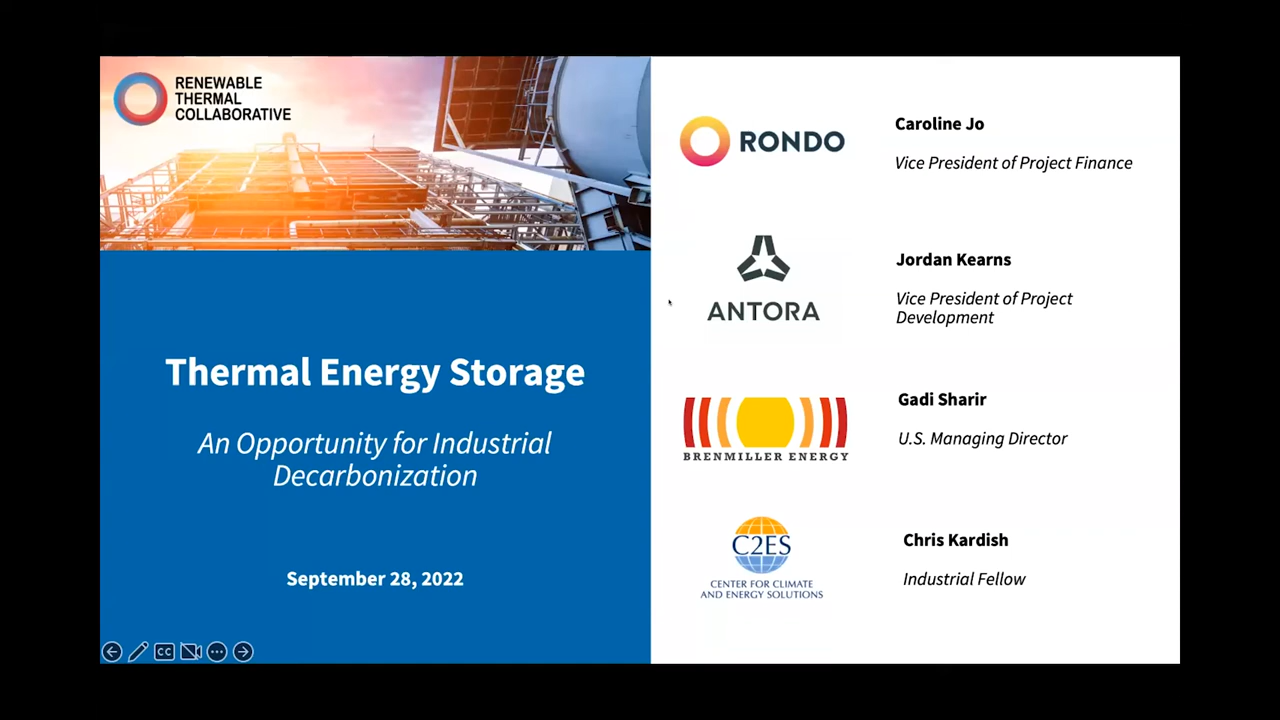 RENEWABLE
THERMAL
COLLABORATIVE
Thermal Energy Storage
An Opportunity for Industrial
Decarbonization
September 28, 2022
CC
RONDO
Caroline Jo
Vice President of Project Finance
ANTORA
Jordan Kearns
Vice President of Project
Development
BRENMILLER ENERGY
Gadi Sharir
U.S. Managing Director
C2ES
CENTER FOR CLIMATE
AND ENERGY SOLUTIONS
Chris Kardish
Industrial Fellow